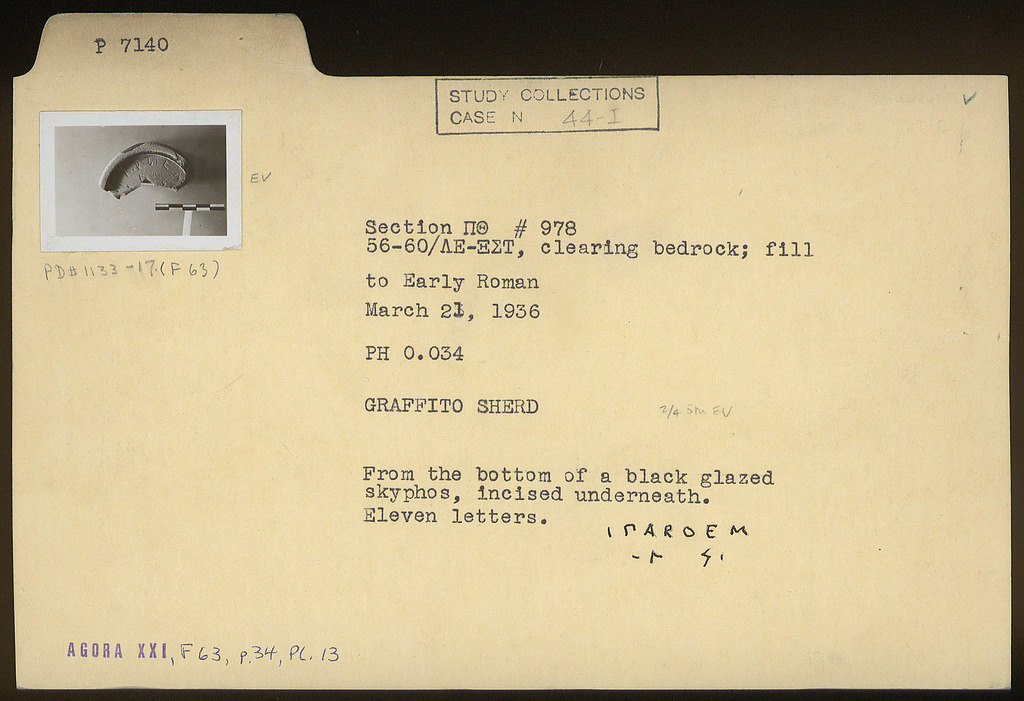 P 7140
STUDY COLLECTIONS
CASE N 44-I
EV
PD# 1133-17. (F 63)
Section ΠΘ # 978
56-60/ΛΕ-ΞΣΤ, clearing bedrock; fill
to Early Roman
March 21, 1936
PH 0.034
GRAFFITO SHERD
EV
From the bottom of a black glazed
skyphos, incised underneath.
Eleven letters.
AGORA XXI, F 63, p.34, Pl. 13